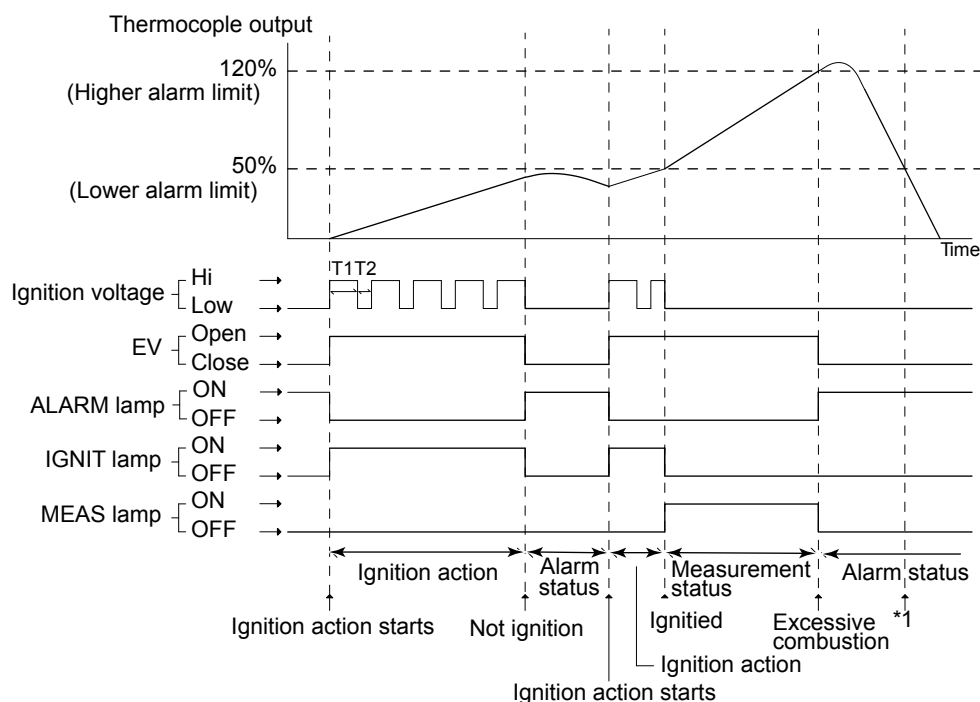 Thermocople output
120%
(Higher alarm limit)
50%
(Lower alarm limit)
Time
T1 T2
Ignition voltage
Hi
Low
EV
Open
Close
ALARM lamp
ON
OFF
IGNIT lamp
ON
OFF
MEAS lamp
ON
OFF
Ignition action
Alarm
status
Measurement
status
Alarm status
Ignition action starts
Not ignition
Ignitied
Excessive
combustion
*1
Ignition action
Ignition action starts